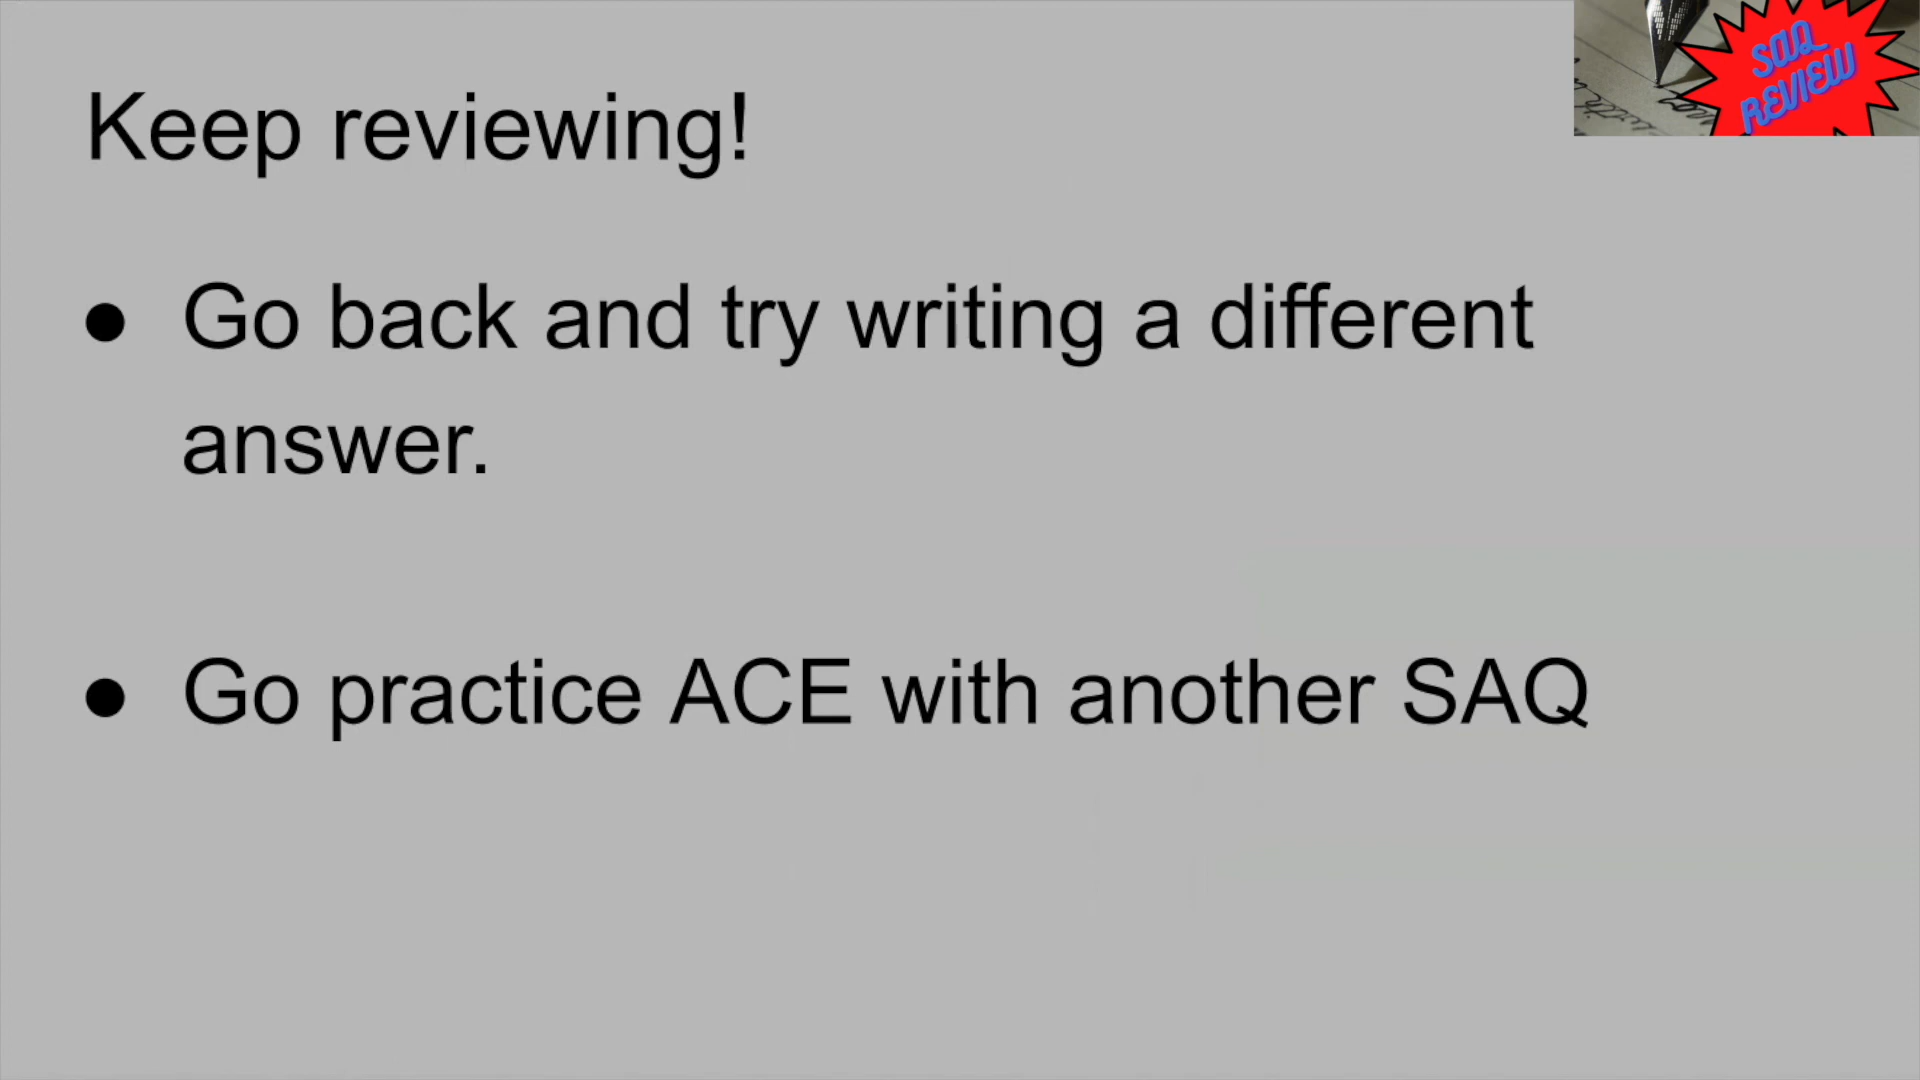 Keep reviewing!
SAQ
REVIEW
● Go back and try writing a different
answer.
● Go practice ACE with another SAQ